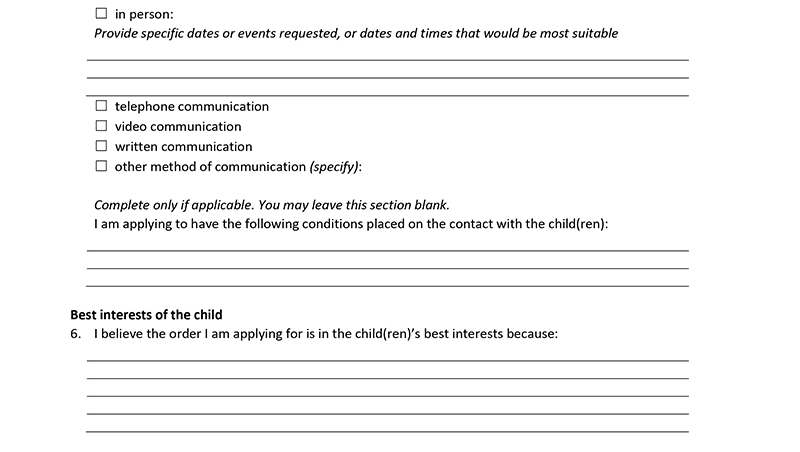 ☐ in person:
Provide specific dates or events requested, or dates and times that would be most suitable
☐ telephone communication
☐ video communication
☐ written communication
☐ other method of communication (specify):
Complete only if applicable. You may leave this section blank.
I am applying to have the following conditions placed on the contact with the child(ren):
Best interests of the child
6. I believe the order I am applying for is in the child(ren)’s best interests because: